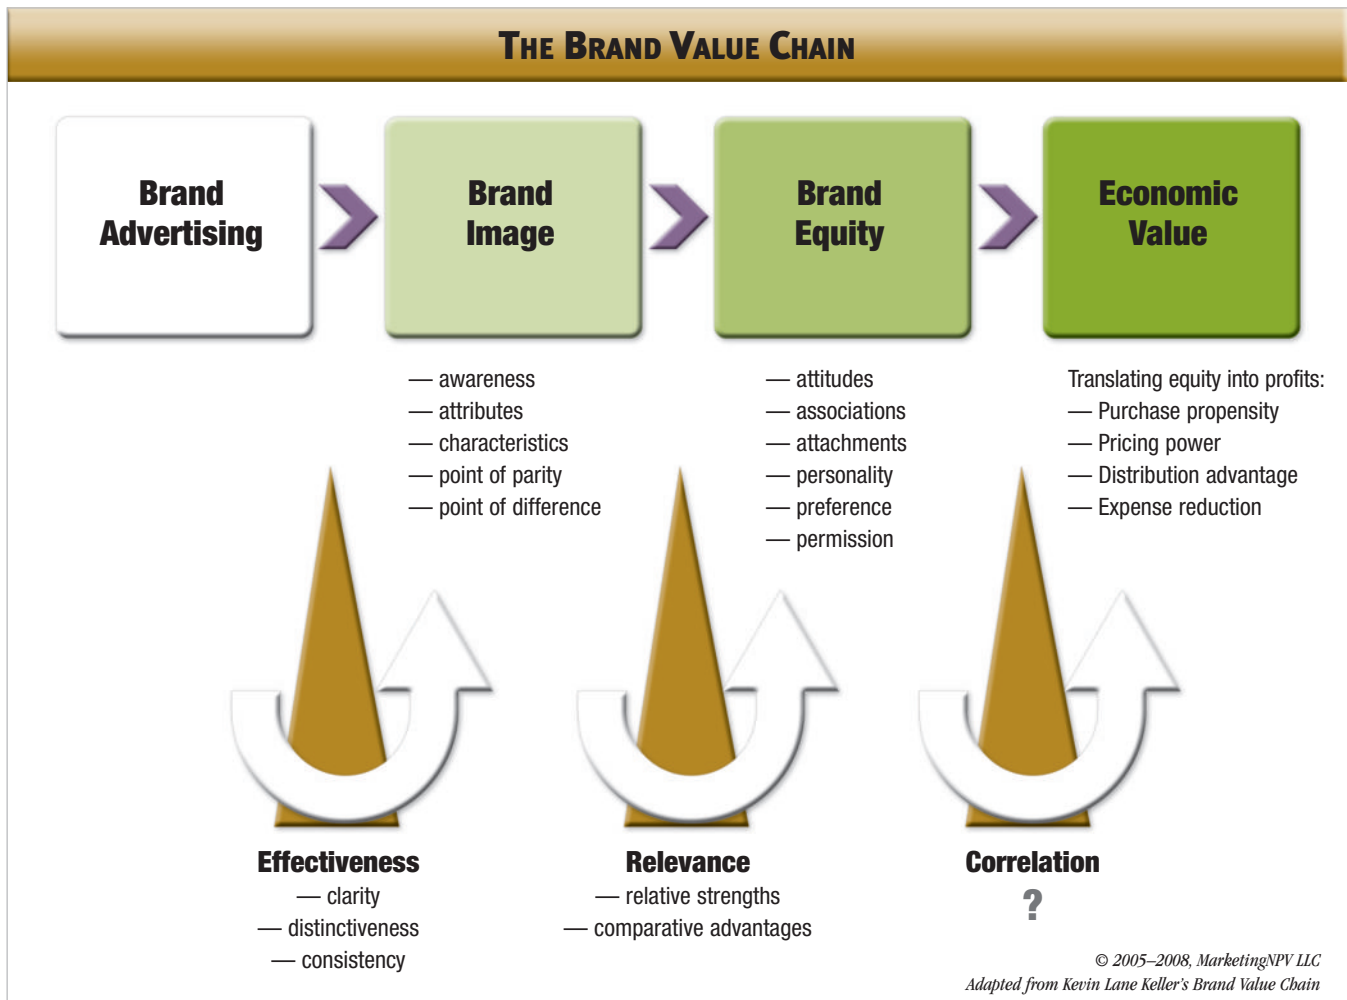 THE BRAND VALUE CHAIN
Brand
Advertising
Brand
Image
Brand
Equity
Economic
Value
— awareness
— attributes
— characteristics
— point of parity
— point of difference
— attitudes
— associations
— attachments
— personality
— preference
— permission
Translating equity into profits:
— Purchase propensity
— Pricing power
— Distribution advantage
— Expense reduction
Effectiveness
— clarity
— distinctiveness
— consistency
Relevance
— relative strengths
— comparative advantages
Correlation
?
© 2005–2008, MarketingNPV LLC
Adapted from Kevin Lane Keller's Brand Value Chain